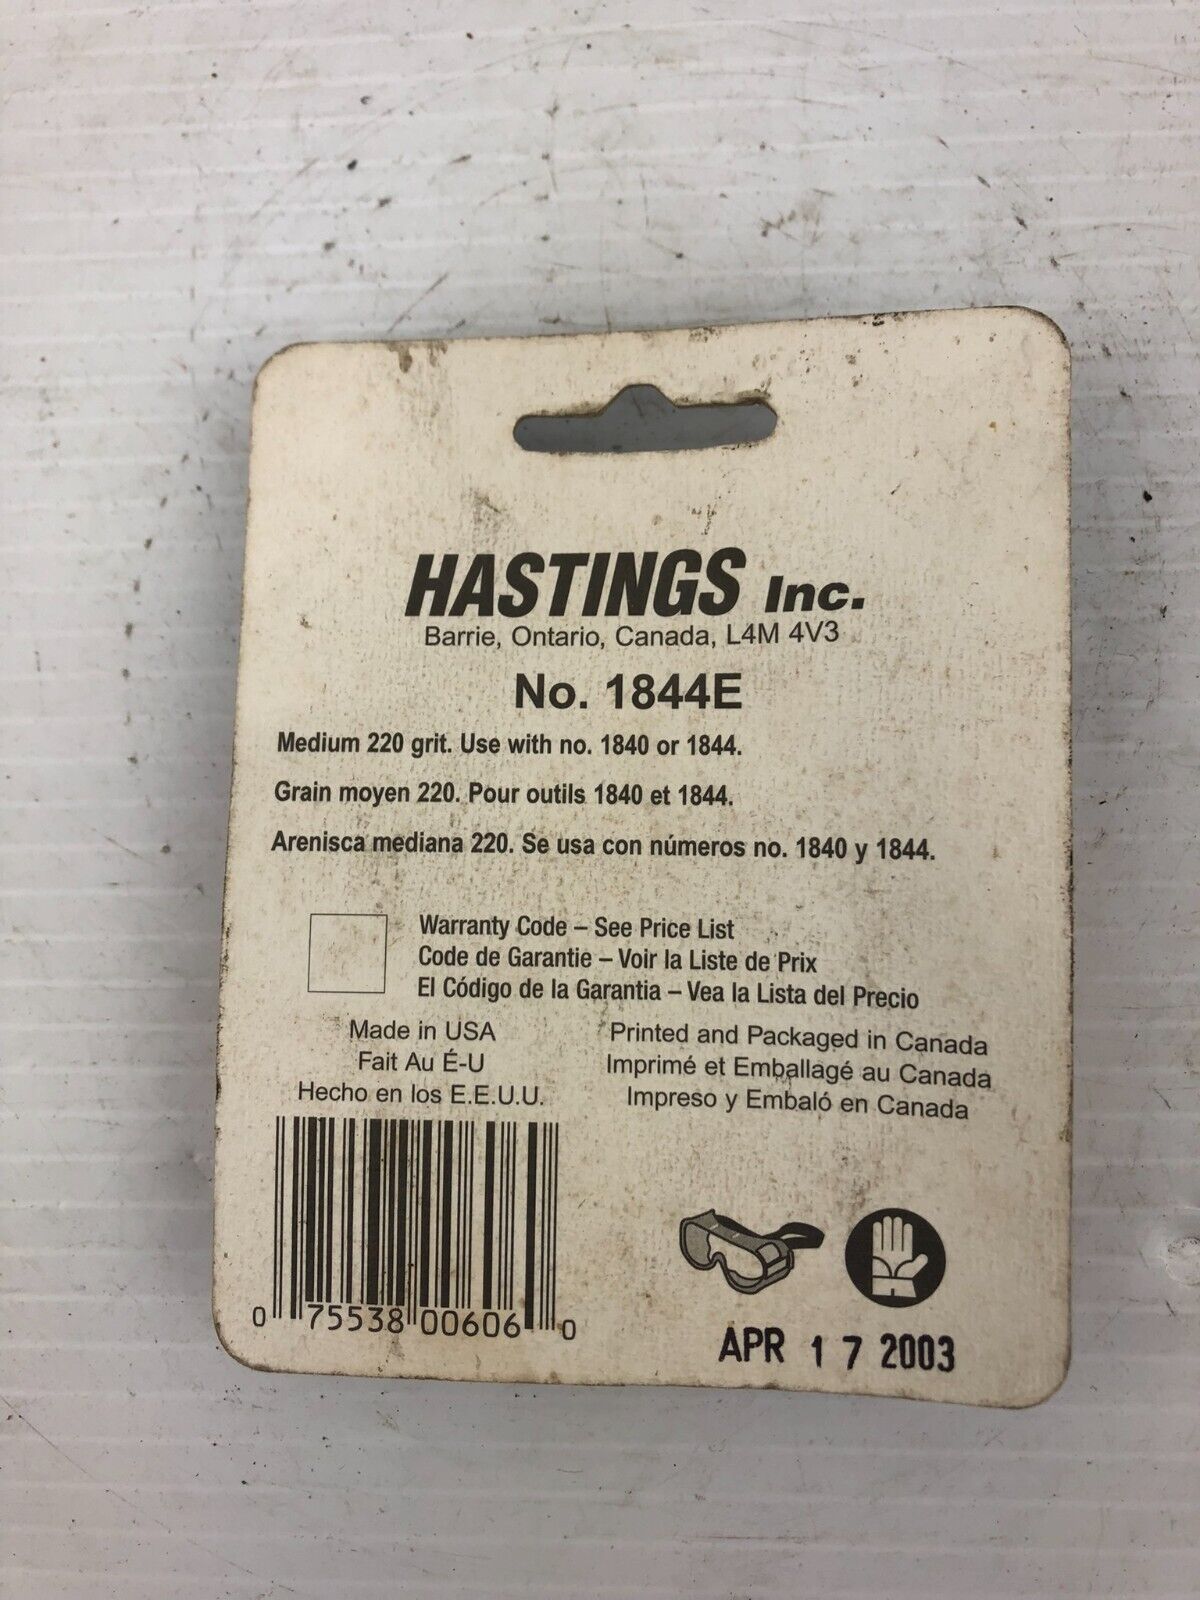 HASTINGS Inc.
Barrie, Ontario, Canada, L4M 4V3
No. 1844E
Medium 220 grit. Use with no. 1840 or 1844.
Grain moyen 220. Pour outils 1840 et 1844.
Arenisca mediana 220. Se usa con números no. 1840 y 1844.
Warranty Code – See Price List
Code de Garantie – Voir la Liste de Prix
El Código de la Garantia – Vea la Lista del Precio
Made in USA
Fait Au É-U
Hecho en los E.E.U.U.
Printed and Packaged in Canada
Imprimé et Emballagé au Canada
Impreso y Embaló en Canada
0 75538 00606 0
APR 17 2003